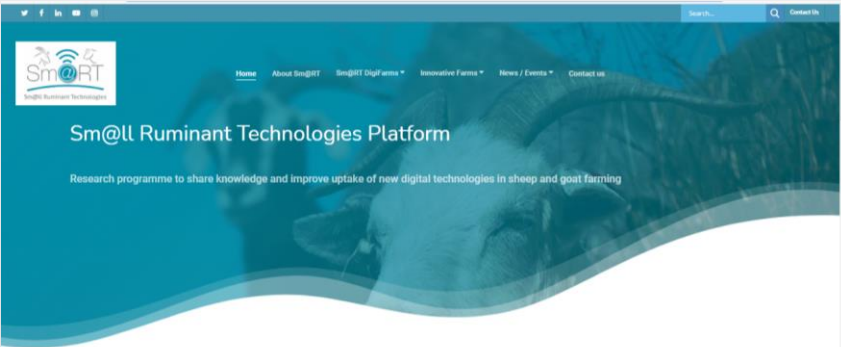 Search...
Contact Us
Sm@RT
Sm@ll Ruminant Technologies
Home
About Sm@RT
Sm@RT DigiFarms
Innovative Farms
News / Events
Contact us
Sm@ll Ruminant Technologies Platform
Research programme to share knowledge and improve uptake of new digital technologies in sheep and goat farming